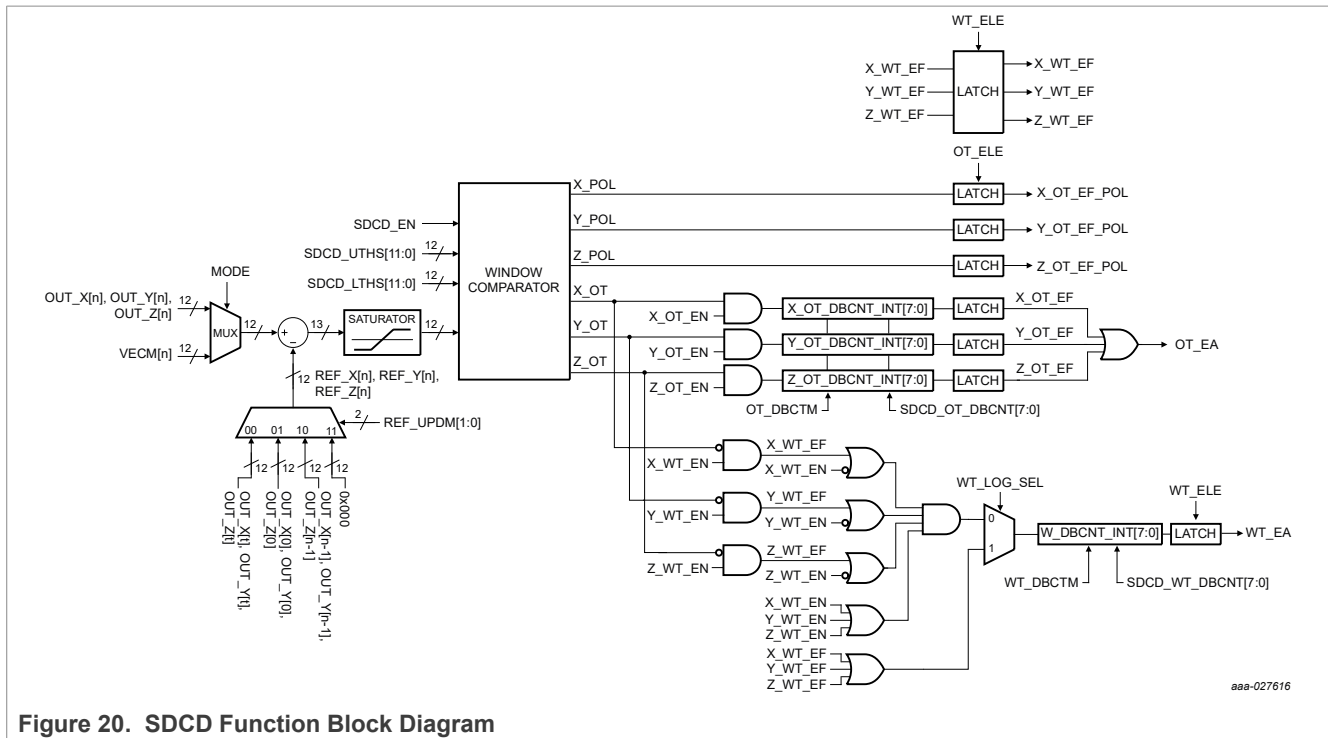 WT_ELE
X_WT_EF
Y_WT_EF
Z_WT_EF
LATCH
X_WT_EF
Y_WT_EF
Z_WT_EF
OT_ELE
X_POL
LATCH
X_OT_EF_POL
SDCD_EN
Y_POL
LATCH
Y_OT_EF_POL
SDCD_UTHS[11:0]
12
Z_POL
LATCH
Z_OT_EF_POL
SDCD_LTHS[11:0]
12
WINDOW
COMPARATOR
MODE
OUT_X[n], OUT_Y[n],
OUT_Z[n]
12
MUX
VECM[n]
12
12
+
−
13
SATURATOR
12
X_OT
X_OT_EN
X_OT_DBCNT_INT[7:0]
LATCH
X_OT_EF
Y_OT
Y_OT_EN
Y_OT_DBCNT_INT[7:0]
LATCH
Y_OT_EF
OT_EA
Z_OT
Z_OT_EN
Z_OT_DBCNT_INT[7:0]
LATCH
Z_OT_EF
OT_DBCTM
SDCD_OT_DBCNT[7:0]
12
REF_X[n], REF_Y[n],
REF_Z[n]
00
01
10
11
2
REF_UPDM[1:0]
12
12
12
12
OUT_X[t], OUT_Y[t],
OUT_Z[t]
OUT_X[0], OUT_Y[0],
OUT_Z[0]
OUT_X[n-1], OUT_Y[n-1],
OUT_Z[n-1]
0x000
X_WT_EN
X_WT_EF
X_WT_EN
Y_WT_EN
Y_WT_EF
Y_WT_EN
Z_WT_EN
Z_WT_EF
Z_WT_EN
X_WT_EN
Y_WT_EN
Z_WT_EN
X_WT_EF
Y_WT_EF
Z_WT_EF
WT_LOG_SEL
0
1
W_DBCNT_INT[7:0]
WT_ELE
LATCH
WT_EA
WT_DBCTM
SDCD_WT_DBCNT[7:0]
aaa-027616
Figure 20. SDCD Function Block Diagram